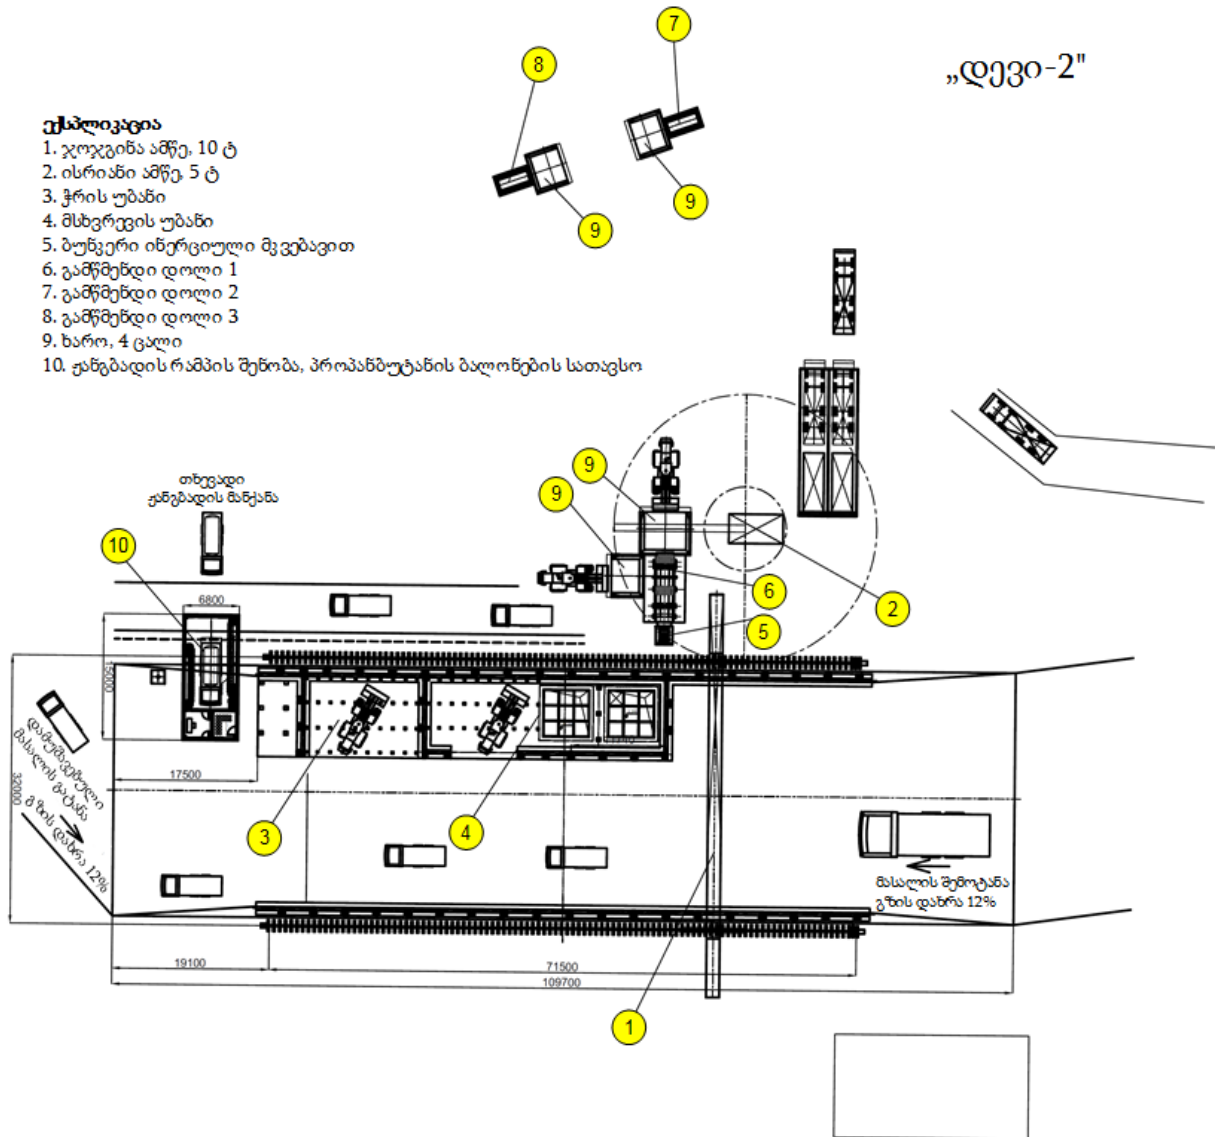 7
„დევი-2"
8
ექსპლიკაცია
1. ჯოჯგინა ამწე, 10 ტ
2. ისრიანი ამწე, 5 ტ
3. ჭრის უბანი
4. მსხვრევის უბანი
5. ბუნკერი ინერციული მკვებავით
6. გამწმენდი დოლი 1
7. გამწმენდი დოლი 2
8. გამწმენდი დოლი 3
9. ხარო, 4 ცალი
10. ჟანგბადის რამპის შენობა, პროპანბუტანის ბალონების სათავსო
9
9
თხევადი
ჟანგბადის მანქანა
9
9
10
6
2
5
6800
15000
32000
დამუშავებული
მასალის გატანა
გზის დახრა 12%
17500
3
4
მასალის შემოტანა
გზის დახრა 12%
19100
71500
109700
1